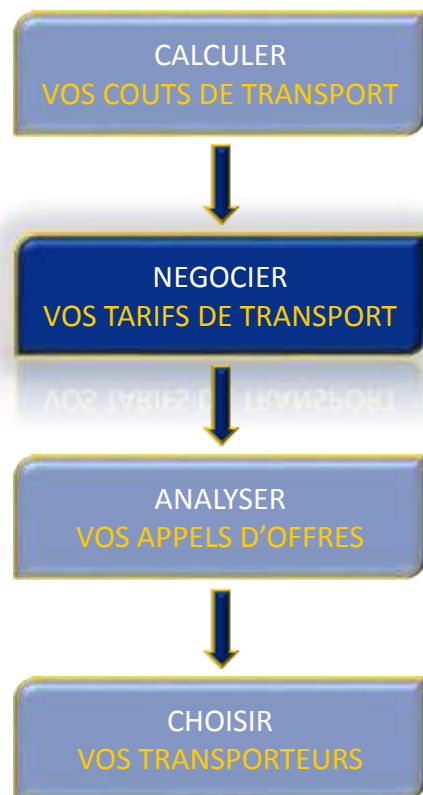 CALCULER
VOS COUTS DE TRANSPORT
NEGOCIER
VOS TARIFS DE TRANSPORT
ANALYSER
VOS APPELS D’OFFRES
CHOISIR
VOS TRANSPORTEURS